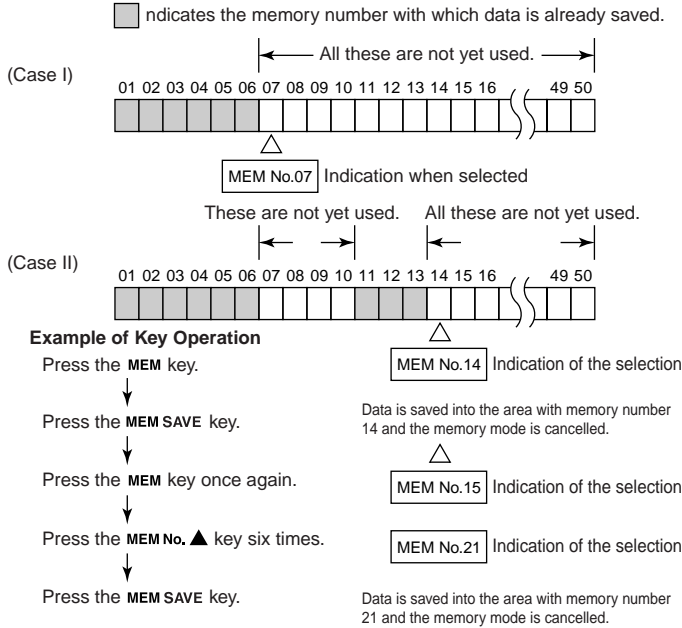 ndicates the memory number with which data is already saved.
All these are not yet used.
(Case I)
01 02 03 04 05 06 07 08 09 10 11 12 13 14 15 16 49 50
MEM No.07 Indication when selected
These are not yet used. All these are not yet used.
(Case II)
01 02 03 04 05 06 07 08 09 10 11 12 13 14 15 16 49 50
Example of Key Operation
Press the MEM key.
MEM No.14 Indication of the selection
Press the MEM SAVE key.
Data is saved into the area with memory number
14 and the memory mode is cancelled.
Press the MEM key once again.
MEM No.15 Indication of the selection
Press the MEM No. ▲ key six times.
MEM No.21 Indication of the selection
Press the MEM SAVE key.
Data is saved into the area with memory number
21 and the memory mode is cancelled.